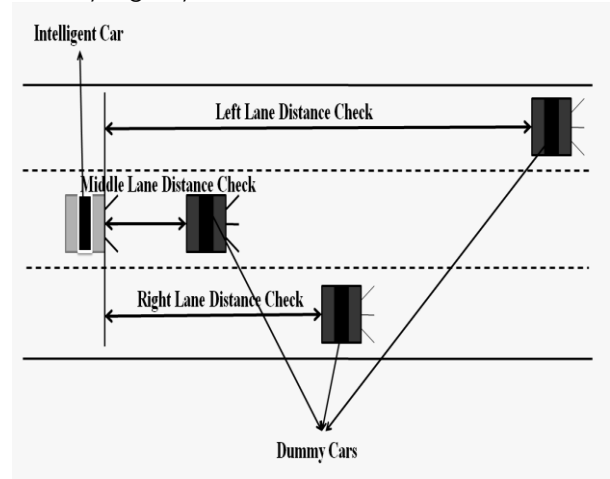 Intelligent Car
Left Lane Distance Check
Middle Lane Distance Check
Right Lane Distance Check
Dummy Cars